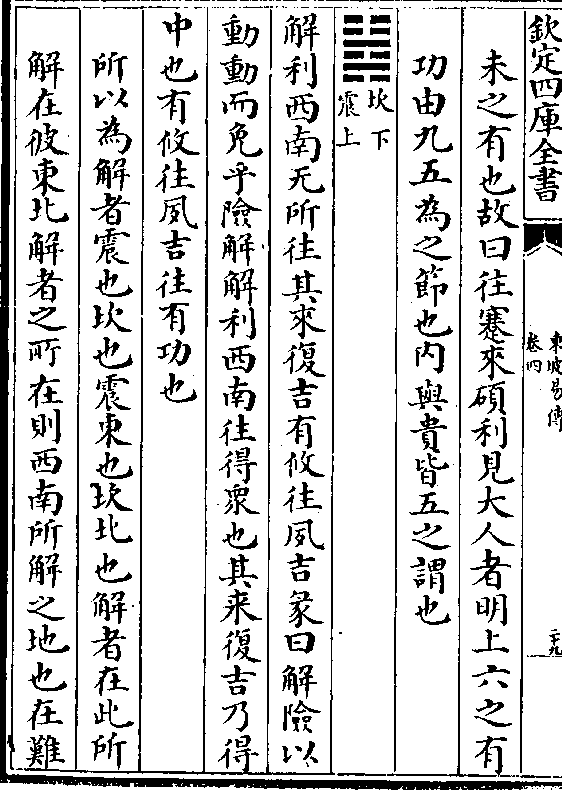 欽定四庫全書
東坡易傳
卷四
二十九
未之有也故曰往蹇來碩利見大人者明上六之有
功由九五為之節也内與貴皆五之謂也
坎下
震上
解利西南无所往其來復吉有攸往夙吉彖曰解險以
動動而免乎險解解利西南往得衆也其来復吉乃得
中也有攸往夙吉往有功也
所以為解者震也坎也震東也坎北也解者在此所
解在彼東北解者之所在則西南所解之地也在難